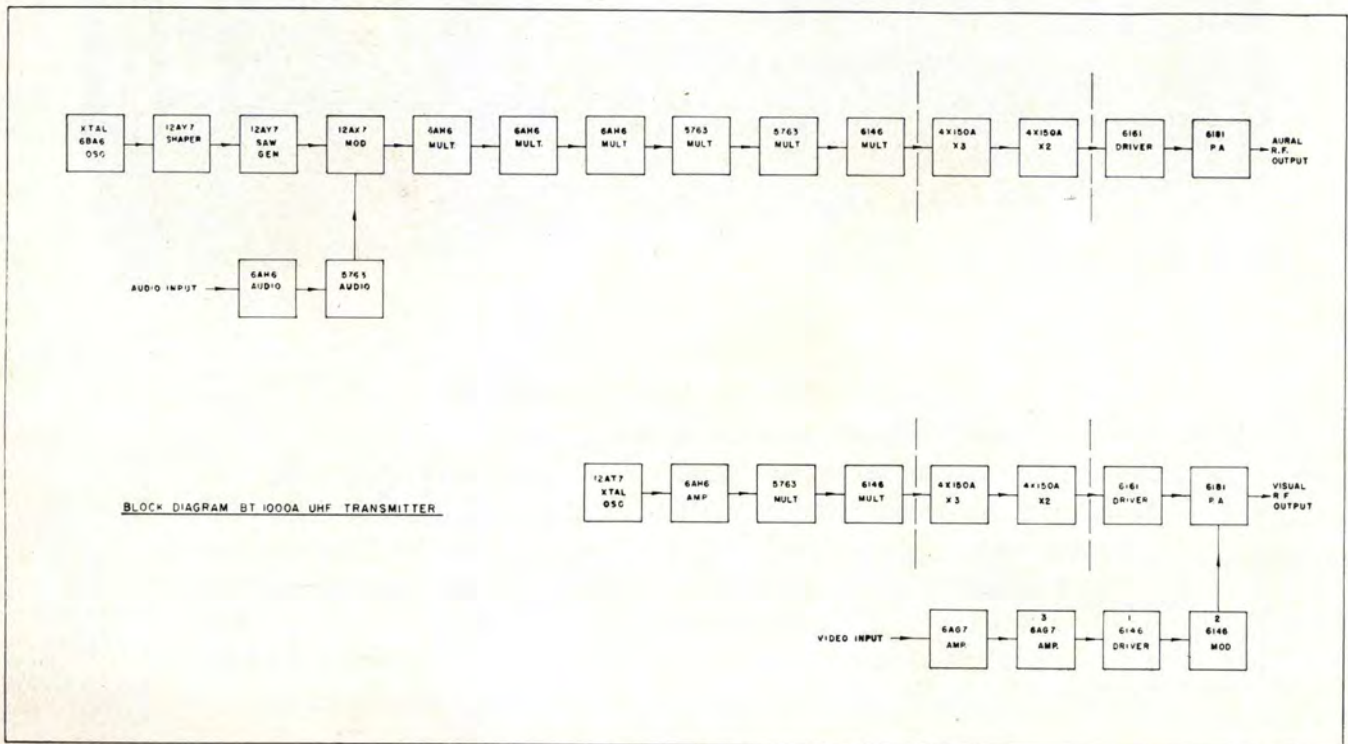 XTAL
6BA6
OSC
12AY7
SHAPER
12AY7
SAW
GEN
12AX7
MOD
6AH6
MULT.
6AH6
MULT.
6AH6
MULT
5763
MULT
5763
MULT
6146
MULT
4X150A
X3
4X150A
X2
6161
DRIVER
6181
P.A
AURAL
R.F.
OUTPUT
AUDIO INPUT
6AH6
AUDIO
5763
AUDIO
12AT7
XTAL
OSC
6AH6
AMP
5763
MULT
6146
MULT
4X150A
X3
4X150A
X2
6161
DRIVER
6181
P.A
VISUAL
R F
OUTPUT
BLOCK DIAGRAM BT 1000A UHF TRANSMITTER
VIDEO INPUT
6AG7
AMP.
3
6AG7
AMP.
1
6146
DRIVER
2
6146
MOD